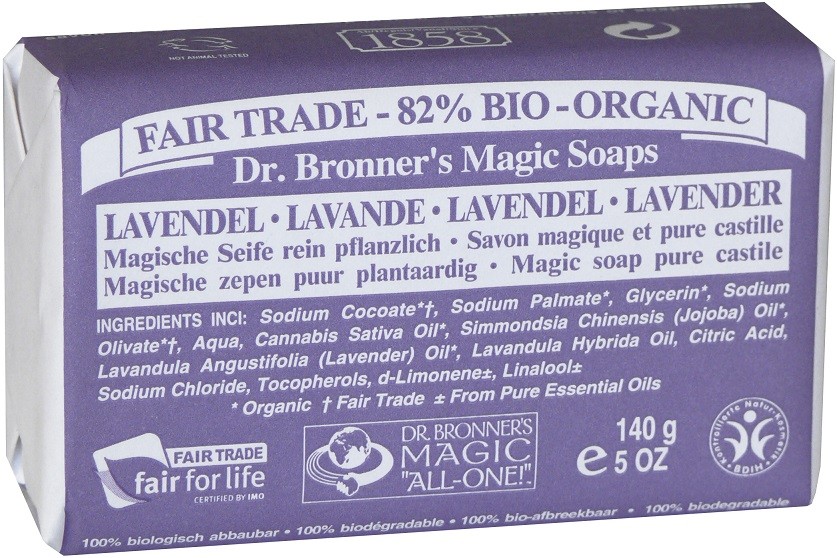 NOT ANIMAL TESTED
1858
FAIR TRADE - 82% BIO-ORGANIC
Dr. Bronner's Magic Soaps
LAVENDEL • LAVANDE • LAVENDEL • LAVENDER
Magische Seife rein pflanzlich • Savon magique et pure castille
Magische zepen puur plantaardig • Magic soap pure castile
INGREDIENTS INCI: Sodium Cocoate*†, Sodium Palmate*, Glycerin*, Sodium
Olivate*†, Aqua, Cannabis Sativa Oil*, Simmondsia Chinensis (Jojoba) Oil*,
Lavandula Angustifolia (Lavender) Oil*, Lavandula Hybrida Oil, Citric Acid,
Sodium Chloride, Tocopherols, d-Limonene±, Linalool±
* Organic † Fair Trade ± From Pure Essential Oils
FAIR TRADE
fair for life
CERTIFIED BY IMO
DR. BRONNER'S
MAGIC
"ALL-ONE!"™
140 g
e 5 OZ
Kontrollierte Natur-Kosmetik
BDIH
100% biologisch abbaubar • 100% biodégradable • 100% bio-afbreekbaar • 100% biodegradable